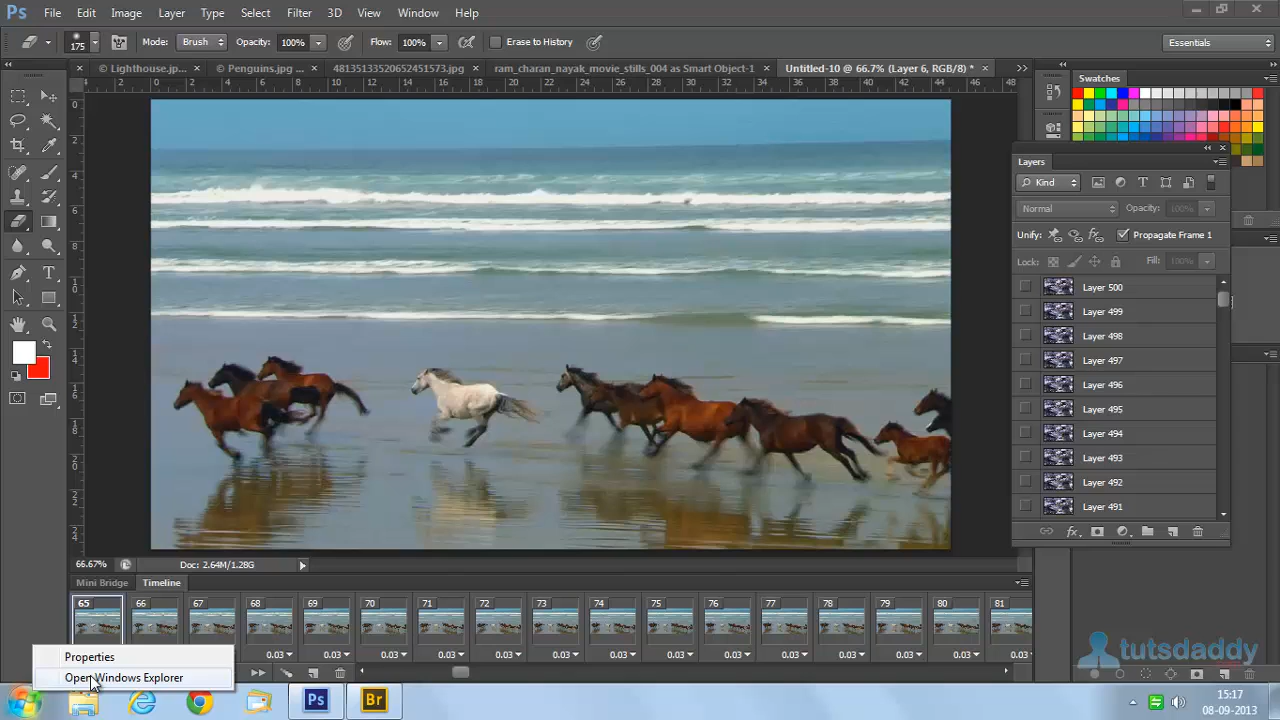 Ps File Edit Image Layer Type Select Filter 3D View Window Help
175 Mode: Brush Opacity: 100% Flow: 100% Erase to History Essentials
© Lighthouse.jp... × © Penguins.jpg ... × 48135133520652451573.jpg × ram_charan_nayak_movie_stills_004 as Smart Object-1 × Untitled-10 @ 66.7% (Layer 6, RGB/8) * ×
Swatches
Layers
Kind
Normal Opacity: 100%
Unify: Propagate Frame 1
Lock: Fill: 100%
Layer 500
Layer 499
Layer 498
Layer 497
Layer 496
Layer 495
Layer 494
Layer 493
Layer 492
Layer 491
66.67% Doc: 2.64M/1.28G
Mini Bridge Timeline
65 66 67 68 69 70 71 72 73 74 75 76 77 78 79 80 81
0.03 0.03 0.03 0.03 0.03 0.03 0.03 0.03 0.03 0.03 0.03 0.03 0.03
Properties
Open Windows Explorer
tutsdaddy
Ps Br
15:17
08-09-2013